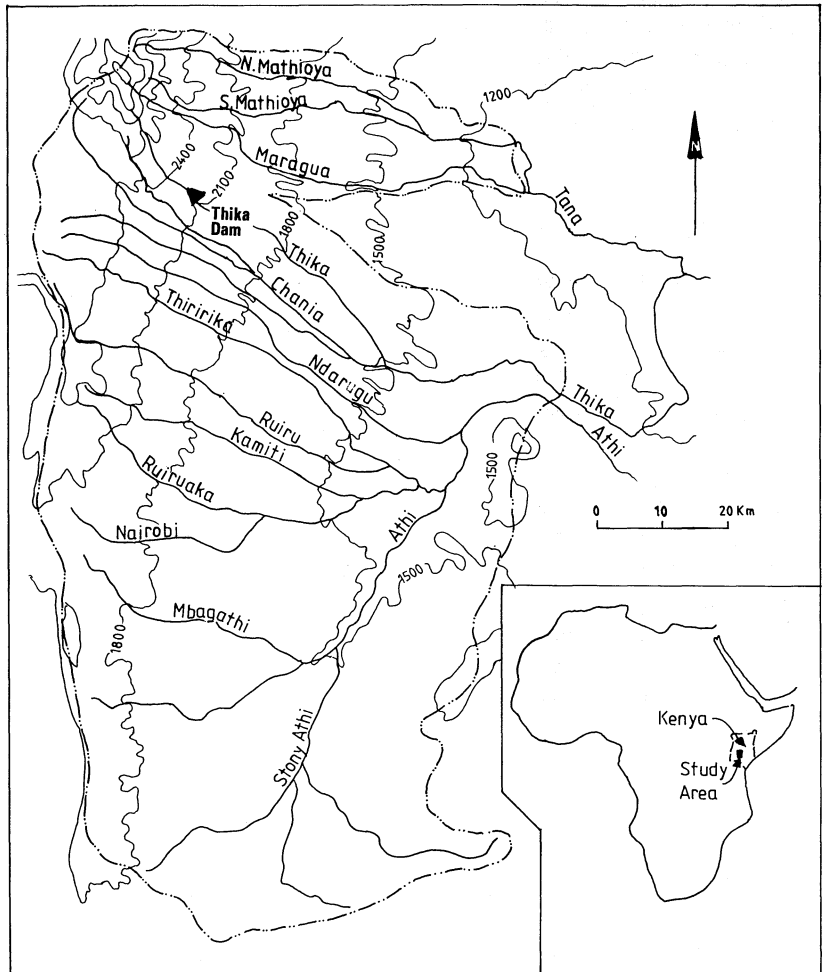 N. Mathioya
1200
S. Mathioya
Maragua
2400
2100
N
Thika
Dam
1800
1500
Tana
Thika
Chania
Thiririka
Ndarugu
Thika
Athi
Ruiru
Kamiti
Ruiruaka
1500
0 10 20 Km
Nairobi
Athi
1500
Mbagathi
1800
Kenya
Stony Athi
Study
Area